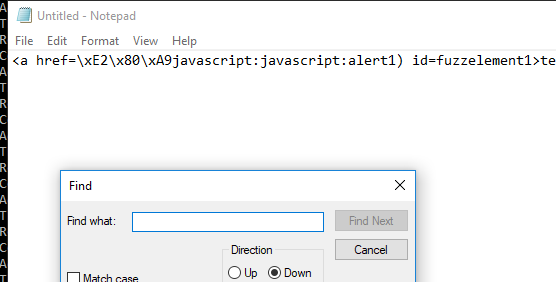 Untitled - Notepad
File Edit Format View Help
<a href=\xE2\x80\xA9javascript:javascript:alert1) id=fuzzelement1>te
Find
Find what:
Find Next
Cancel
Direction
Up Down
Match case
A
T
R
C
A
T
R
C
A
T
R
C
A
T
R
C
A
T